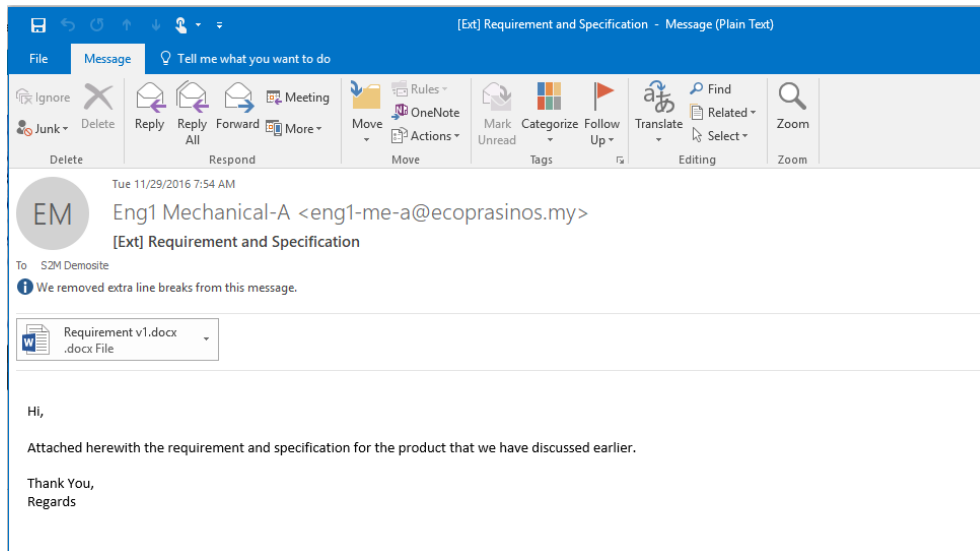 [Ext] Requirement and Specification - Message (Plain Text)
File Message Tell me what you want to do
Ignore
Junk
Delete
Reply
Reply All
Forward
Meeting
More
Move
Rules
OneNote
Actions
Mark Unread
Categorize
Follow Up
Translate
Find
Related
Select
Zoom
Delete Respond Move Tags Editing Zoom
Tue 11/29/2016 7:54 AM
EM
Eng1 Mechanical-A <eng1-me-a@ecoprasinos.my>
[Ext] Requirement and Specification
To S2M Demosite
We removed extra line breaks from this message.
Requirement v1.docx
.docx File
Hi,
Attached herewith the requirement and specification for the product that we have discussed earlier.
Thank You,
Regards